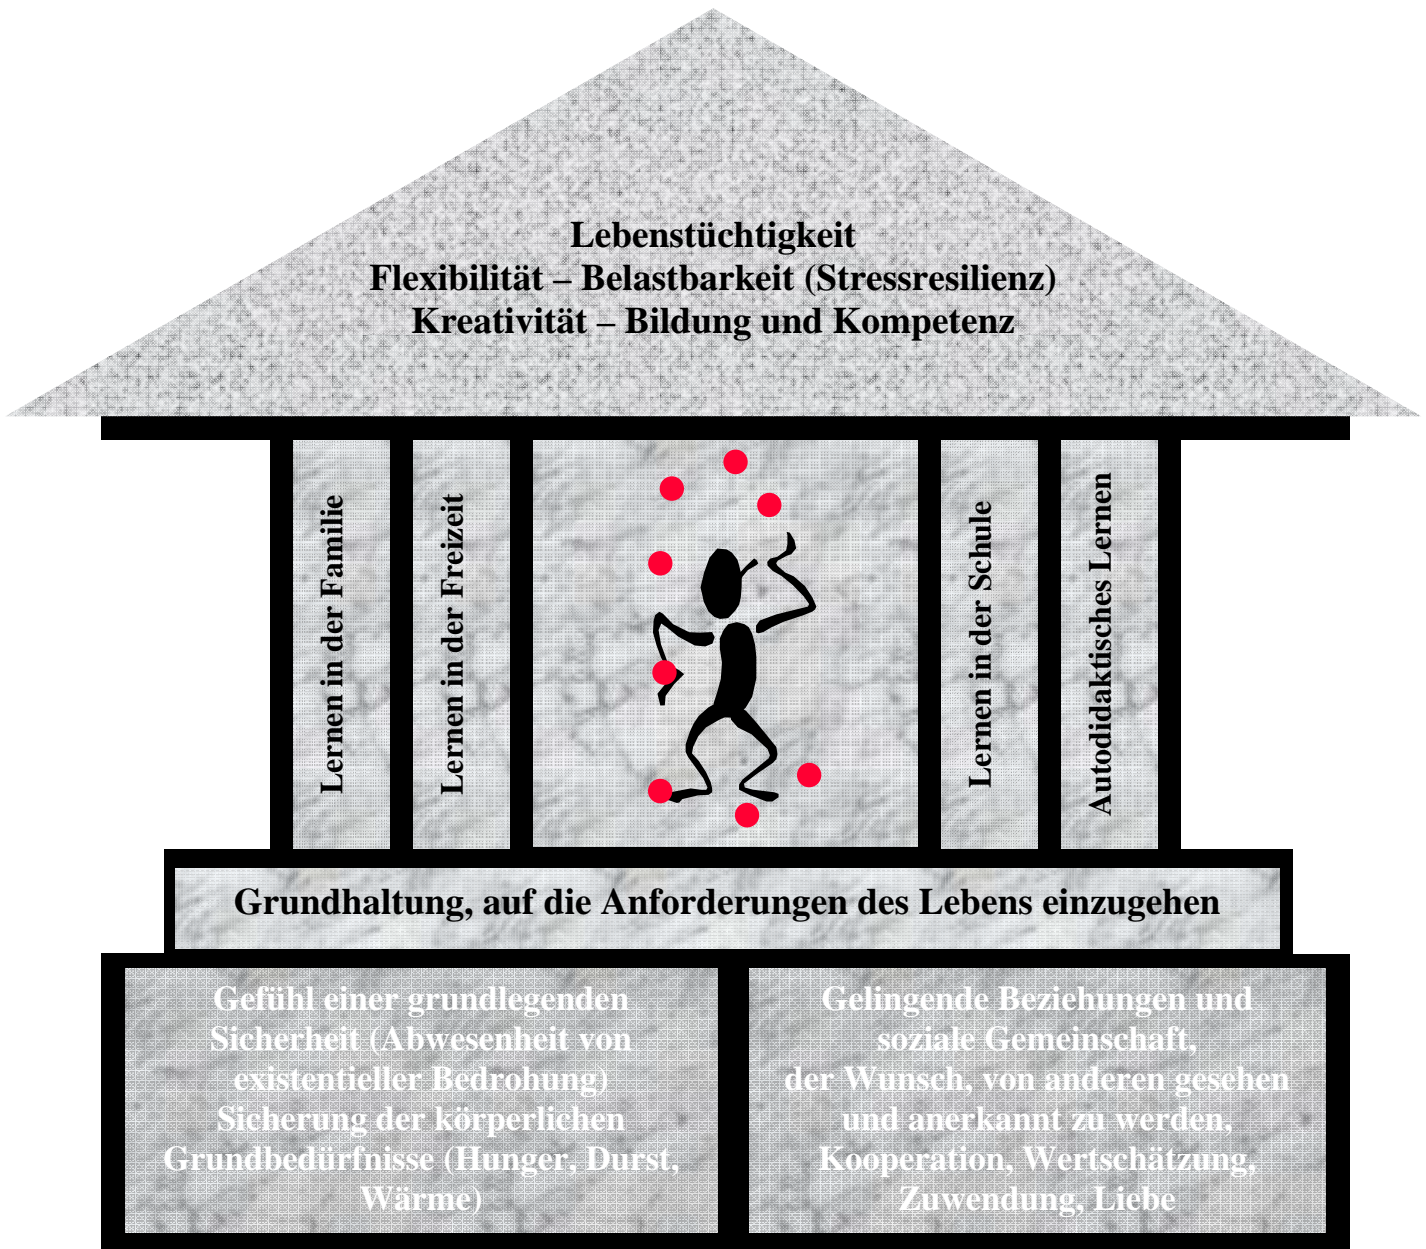 Lebenstüchtigkeit
Flexibilität – Belastbarkeit (Stressresilienz)
Kreativität – Bildung und Kompetenz
Lernen in der Familie
Lernen in der Freizeit
Lernen in der Schule
Autodidaktisches Lernen
Grundhaltung, auf die Anforderungen des Lebens einzugehen
Gefühl einer grundlegenden
Sicherheit (Abwesenheit von
existentieller Bedrohung)
Sicherung der körperlichen
Grundbedürfnisse (Hunger, Durst,
Wärme)
Gelingende Beziehungen und
soziale Gemeinschaft,
der Wunsch, von anderen gesehen
und anerkannt zu werden,
Kooperation, Wertschätzung,
Zuwendung, Liebe